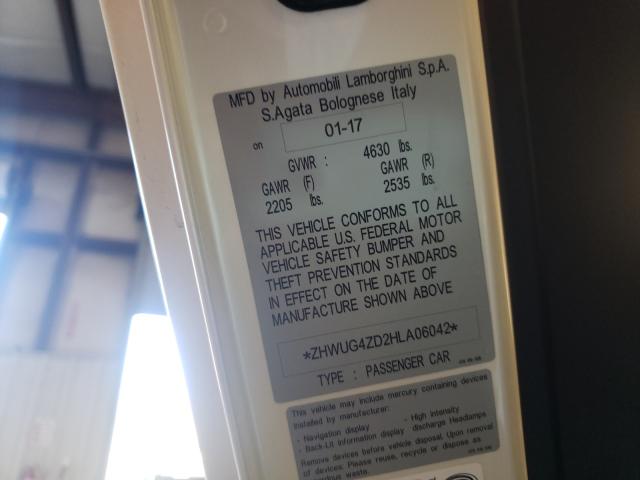 MFD by Automobili Lamborghini S.p.A.
S.Agata Bolognese Italy
on 01-17
GVWR : 4630 lbs.
GAWR (F) GAWR (R)
2205 lbs. 2535 lbs.
THIS VEHICLE CONFORMS TO ALL
APPLICABLE U.S. FEDERAL MOTOR
VEHICLE SAFETY BUMPER AND
THEFT PREVENTION STANDARDS
IN EFFECT ON THE DATE OF
MANUFACTURE SHOWN ABOVE
*ZHWUG4ZD2HLA06042*
TYPE : PASSENGER CAR
This vehicle may include mercury containing devices
installed by manufacturer:
- Navigation display - High intensity
- Back-Lit information display discharge Headlamps
Remove devices before vehicle disposal. Upon removal
of devices. Please reuse, recycle or dispose as
waste.